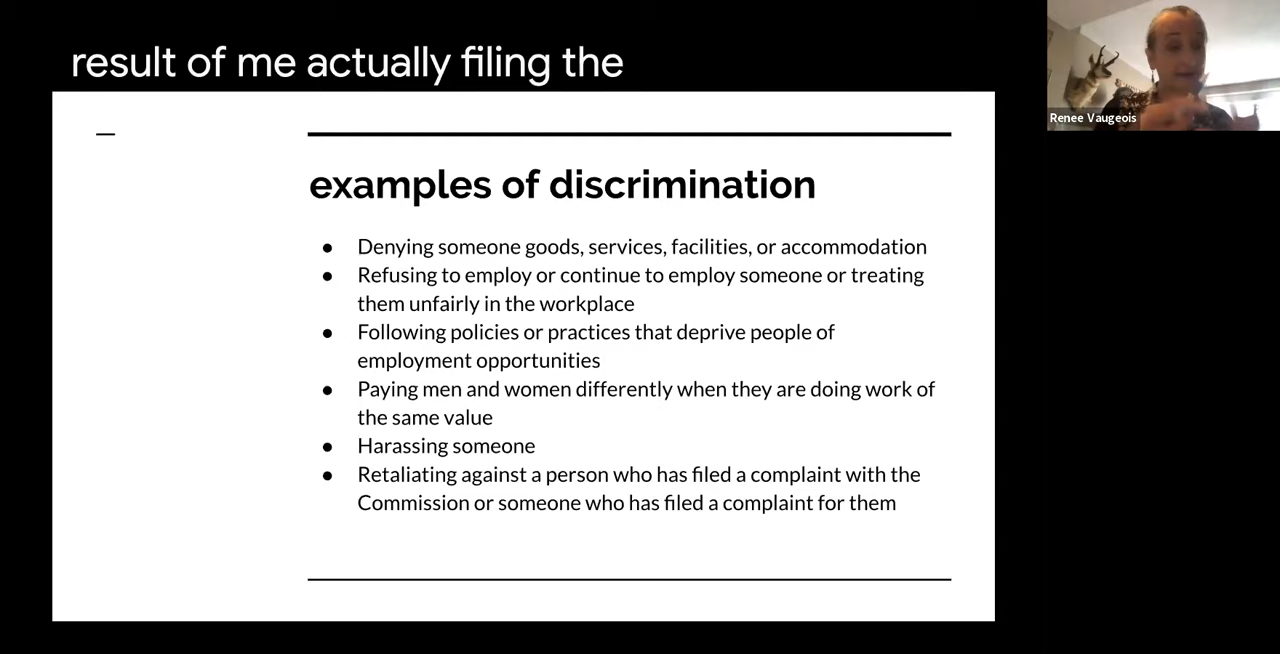 result of me actually filing the
Renee Vaugeois
examples of discrimination
● Denying someone goods, services, facilities, or accommodation
● Refusing to employ or continue to employ someone or treating
them unfairly in the workplace
● Following policies or practices that deprive people of
employment opportunities
● Paying men and women differently when they are doing work of
the same value
● Harassing someone
● Retaliating against a person who has filed a complaint with the
Commission or someone who has filed a complaint for them